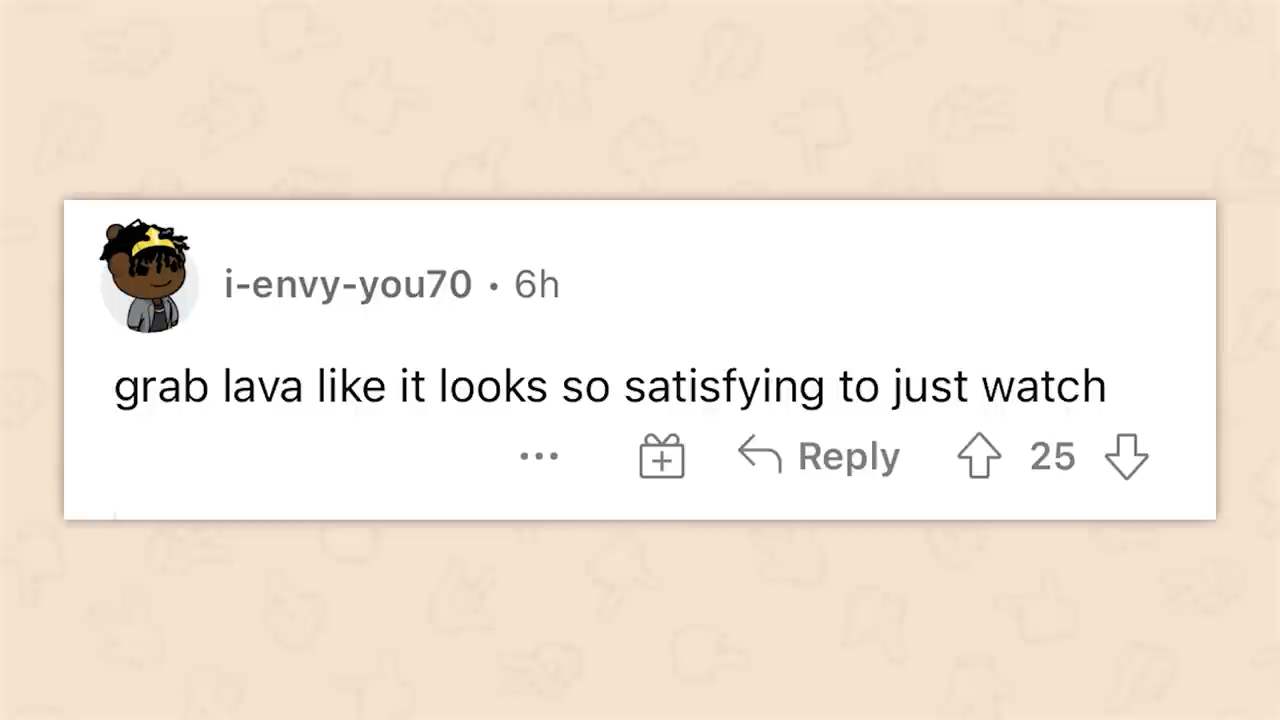 i-envy-you70 • 6h
grab lava like it looks so satisfying to just watch
... Reply 25